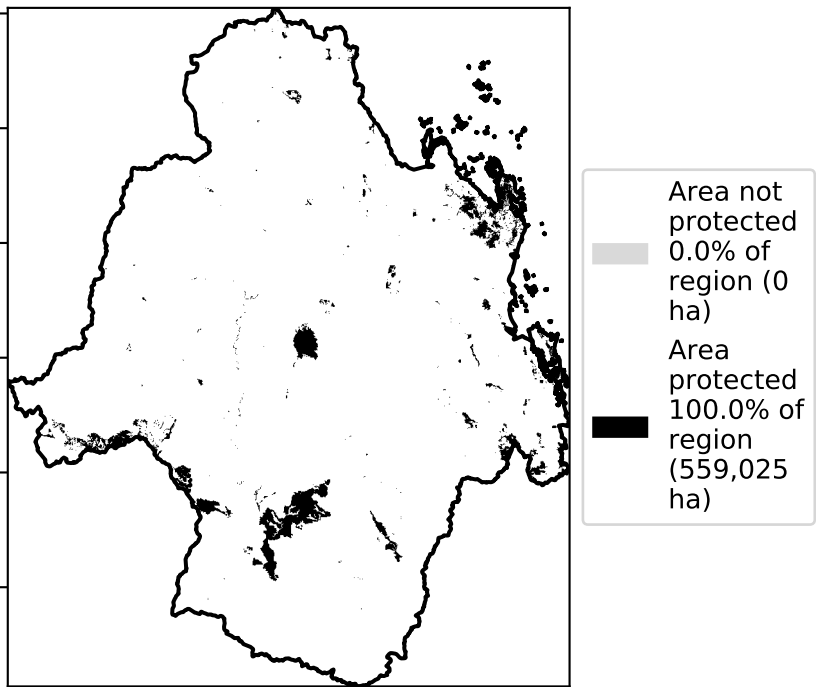 Area not
protected
0.0% of
region (0
ha)
Area
protected
100.0% of
region
(559,025
ha)